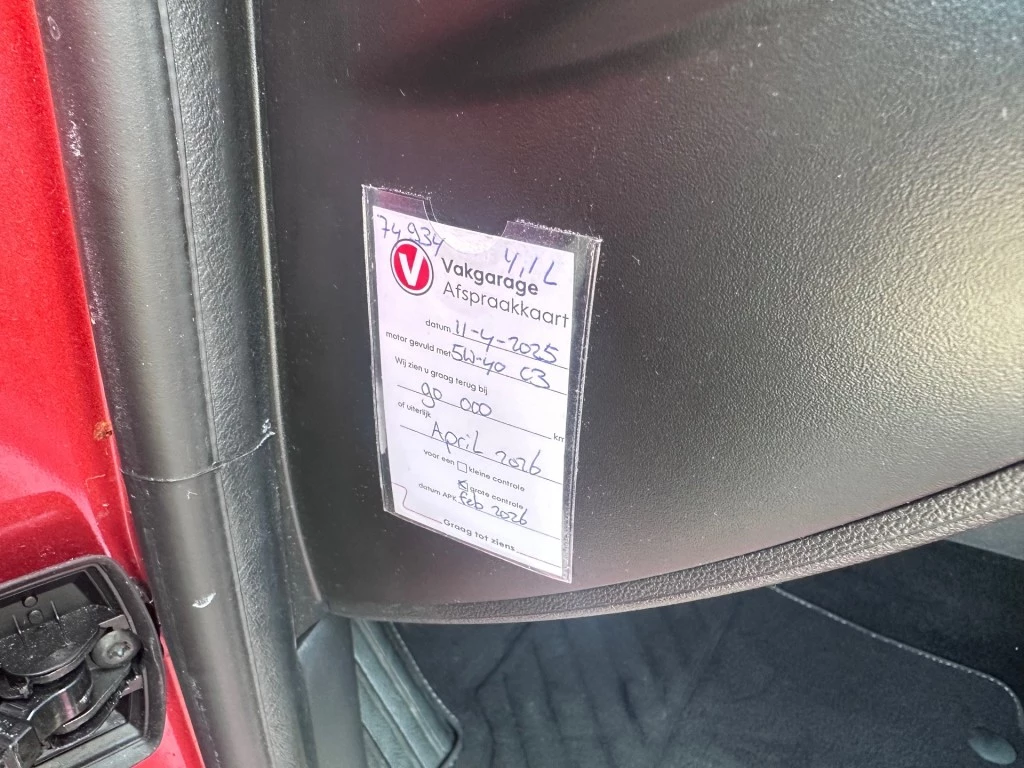 74934
4,1L
V
Vakgarage
Afspraakkaart
datum 11-4-2025
motor gevuld met 5W-40 C3
Wij zien u graag terug bij
90 000 km
of uiterlijk
April 2026
voor een kleine controle
grote controle/
datum APK feb 2026
Graag tot ziens